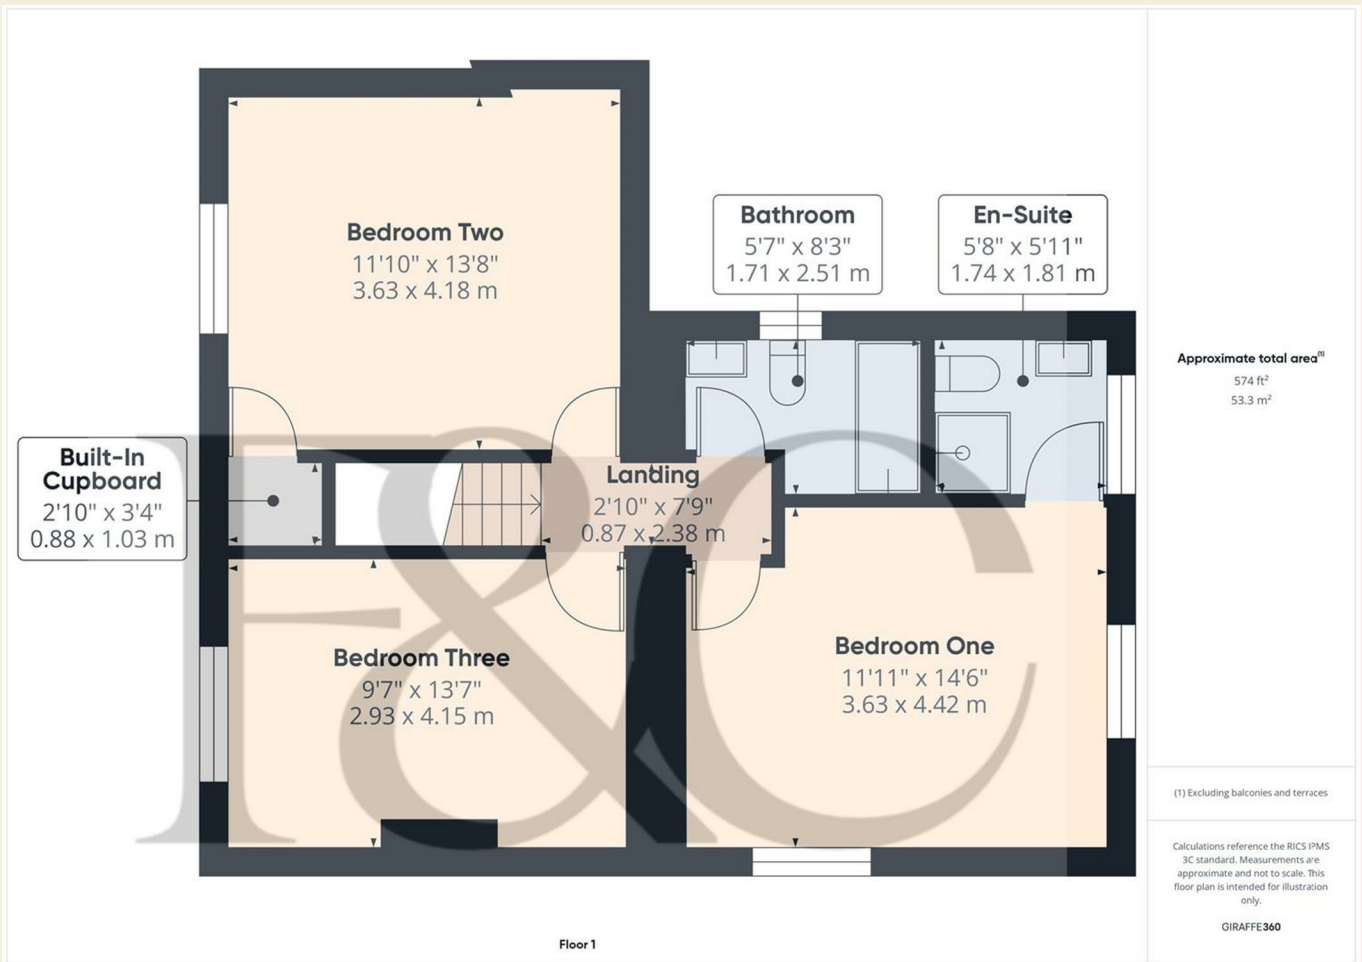 Bedroom Two
11'10" x 13'8"
3.63 x 4.18 m
Bathroom
5'7" x 8'3"
1.71 x 2.51 m
En-Suite
5'8" x 5'11"
1.74 x 1.81 m
Built-In
Cupboard
2'10" x 3'4"
0.88 x 1.03 m
Landing
2'10" x 7'9"
0.87 x 2.38 m
Bedroom Three
9'7" x 13'7"
2.93 x 4.15 m
Bedroom One
11'11" x 14'6"
3.63 x 4.42 m
F&C
Floor 1
Approximate total area(1)
574 ft²
53.3 m²
(1) Excluding balconies and terraces
Calculations reference the RICS IPMS
3C standard. Measurements are
approximate and not to scale. This
floor plan is intended for illustration
only.
GIRAFFE360